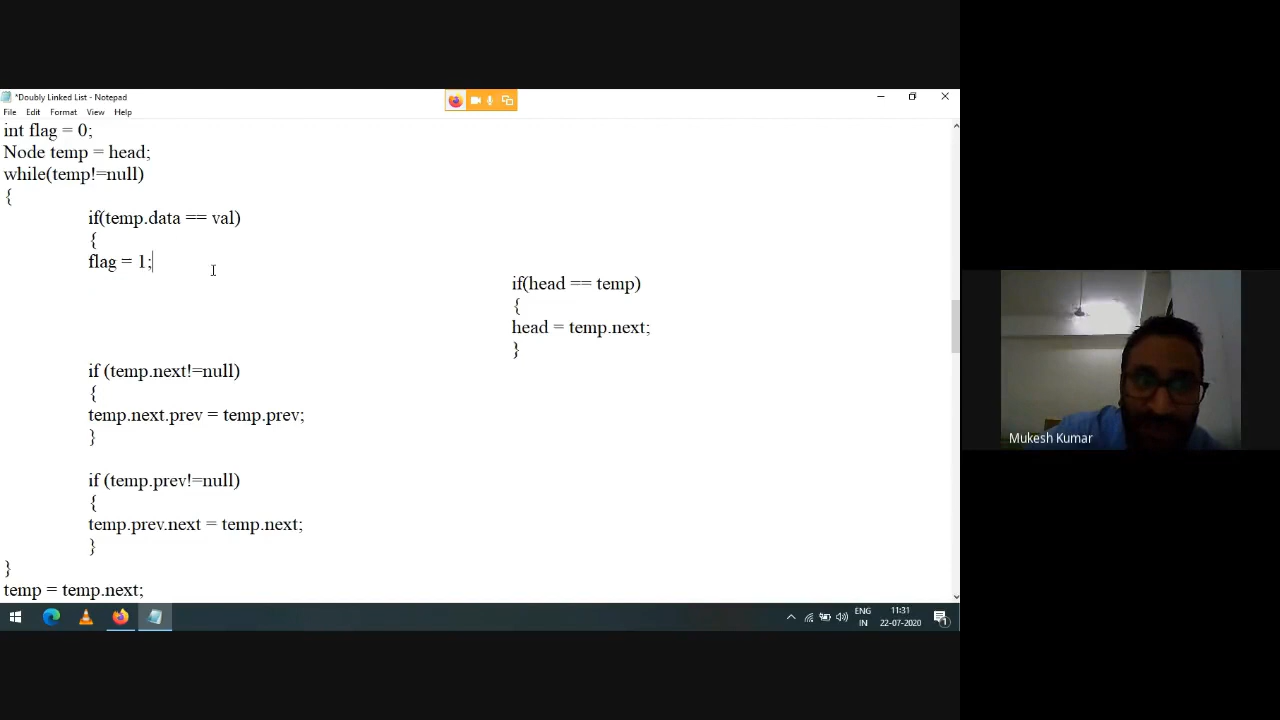 *Doubly Linked List - Notepad
File Edit Format View Help
int flag = 0;
Node temp = head;
while(temp!=null)
{
if(temp.data == val)
{
flag = 1;
if(head == temp)
{
head = temp.next;
}
if (temp.next!=null)
{
temp.next.prev = temp.prev;
}
if (temp.prev!=null)
{
temp.prev.next = temp.next;
}
}
temp = temp.next;
Mukesh Kumar
ENG
IN
11:31
22-07-2020
1